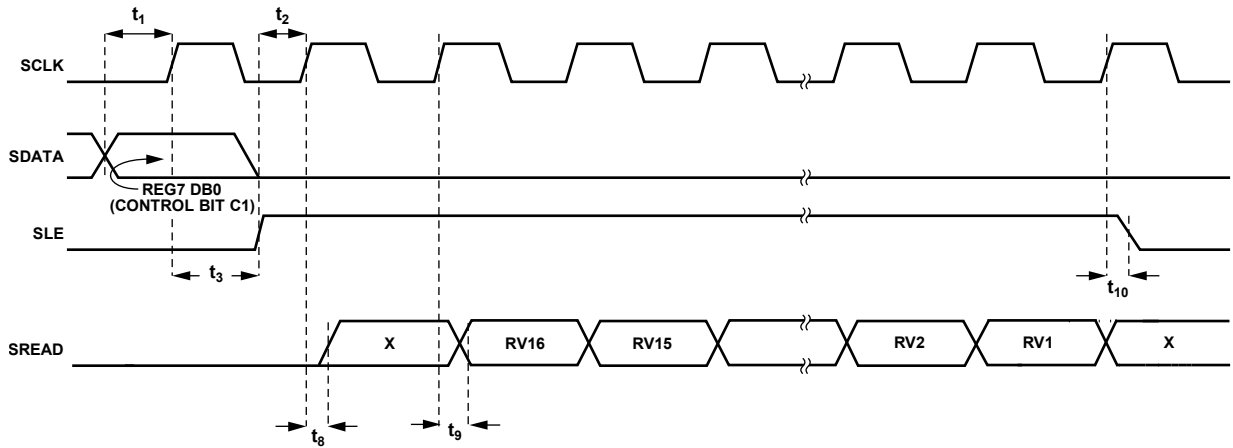 t1 t2
SCLK
SDATA
REG7 DB0
(CONTROL BIT C1)
SLE
t3
t10
SREAD X RV16 RV15 RV2 RV1 X
t8 t9